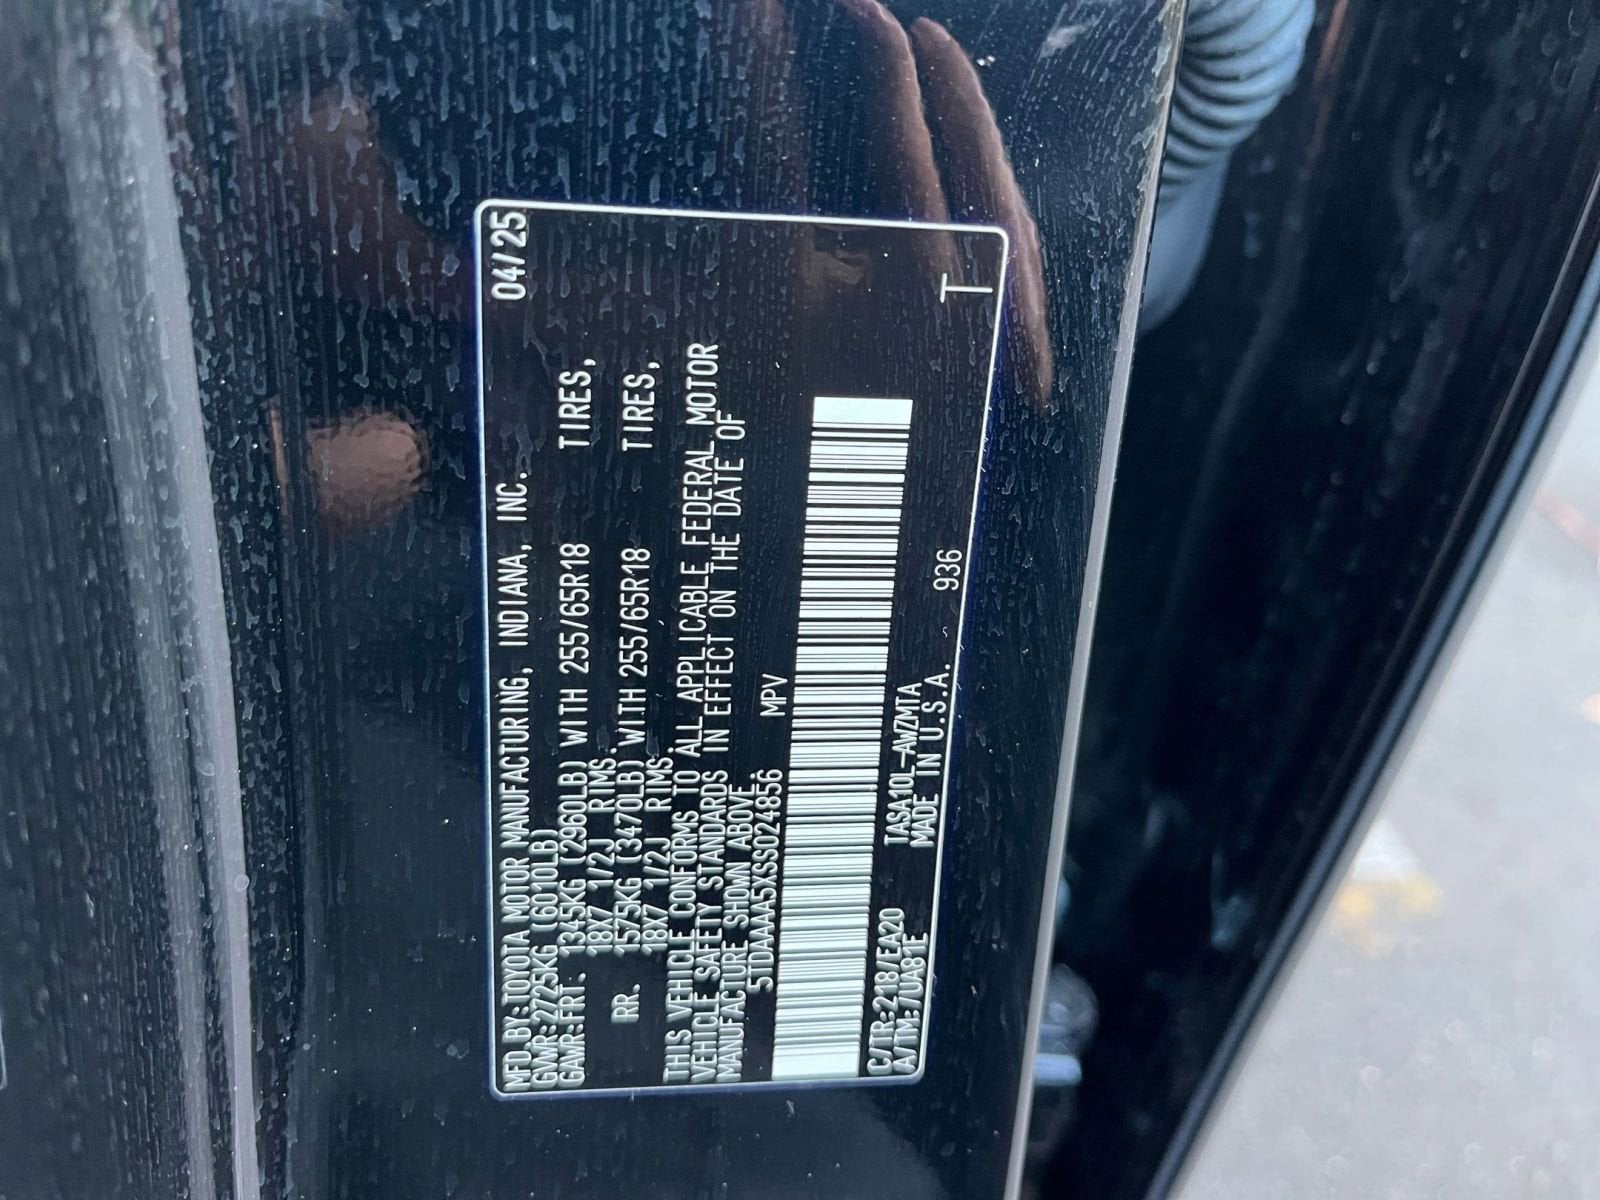 MFD BY:TOYOTA MOTOR MANUFACTURING, INDIANA, INC. 04/25
GVWR:2725KG (6010LB)
GAWR:FRT. 1345KG (2960LB) WITH 255/65R18 TIRES,
18X7 1/2J RIMS.
RR. 1575KG (3470LB) WITH 255/65R18 TIRES,
18X7 1/2J RIMS.
THIS VEHICLE CONFORMS TO ALL APPLICABLE FEDERAL MOTOR
VEHICLE SAFETY STANDARDS IN EFFECT ON THE DATE OF
MANUFACTURE SHOWN ABOVE.
5TDAAAA5XSS024856 MPV
C/TR:218/EA20 TASA10L-AWZMTA
A/TM:-/UA81E MADE IN U.S.A. 936
T